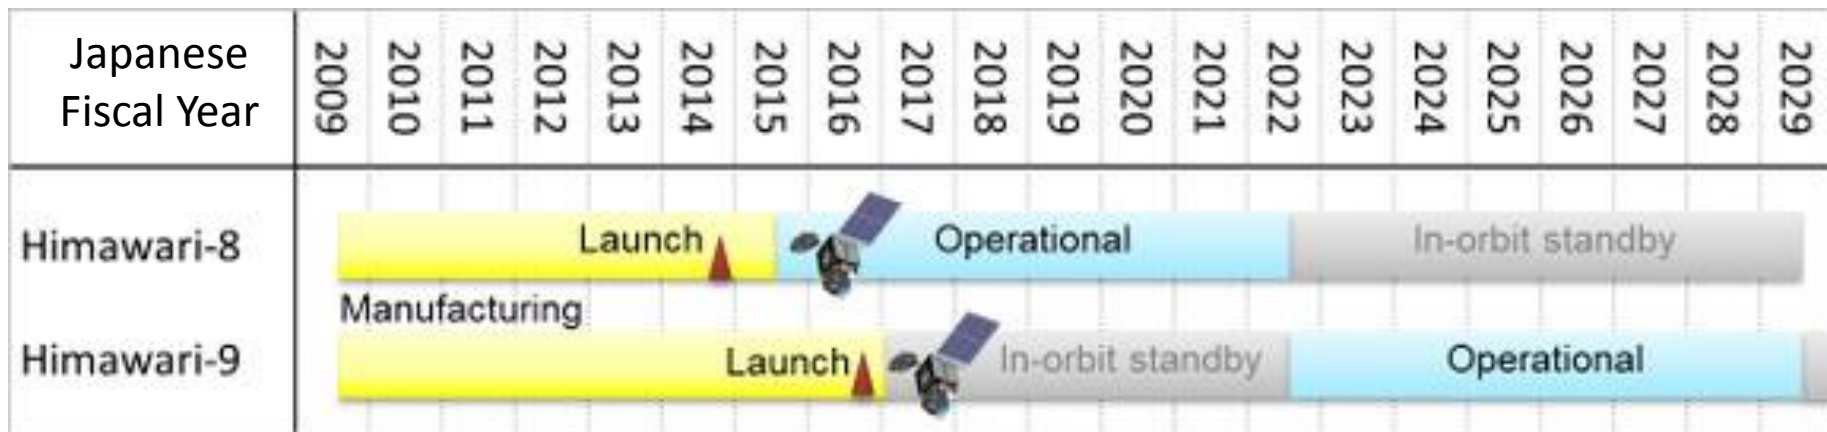 Japanese
Fiscal Year
2009 2010 2011 2012 2013 2014 2015 2016 2017 2018 2019 2020 2021 2022 2023 2024 2025 2026 2027 2028 2029
Himawari-8
Launch
Operational
In-orbit standby
Manufacturing
Himawari-9
Launch
In-orbit standby
Operational